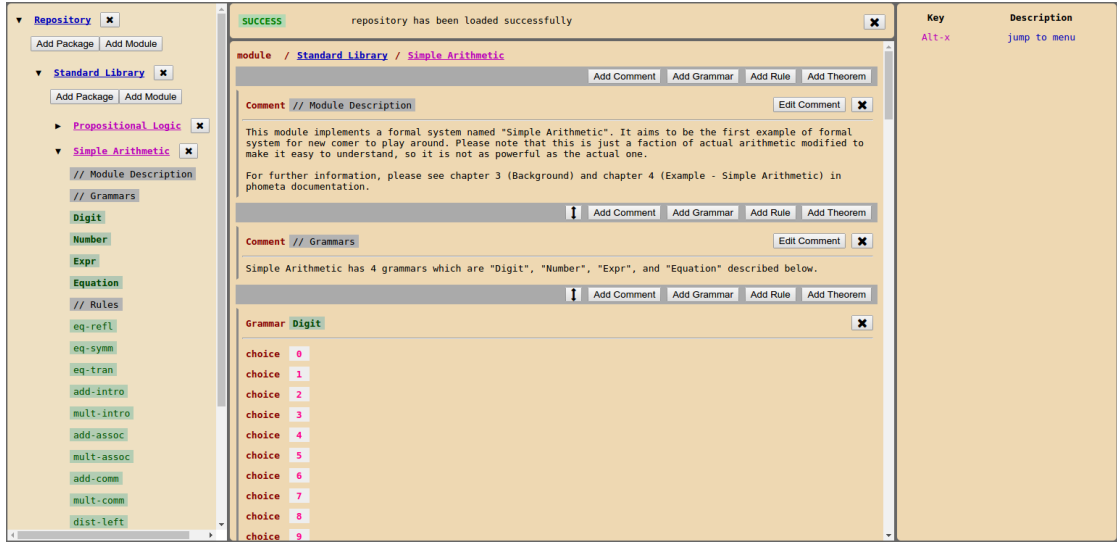 ▼ Repository ✖
Add Package Add Module
▼ Standard Library ✖
Add Package Add Module
► Propositional Logic ✖
▼ Simple Arithmetic ✖
// Module Description
// Grammars
Digit
Number
Expr
Equation
// Rules
eq-refl
eq-symm
eq-tran
add-intro
mult-intro
add-assoc
mult-assoc
add-comm
mult-comm
dist-left
SUCCESS repository has been loaded successfully ✖
module / Standard Library / Simple Arithmetic
Add Comment Add Grammar Add Rule Add Theorem
Comment // Module Description Edit Comment ✖
This module implements a formal system named "Simple Arithmetic". It aims to be the first example of formal
system for new comer to play around. Please note that this is just a faction of actual arithmetic modified to
make it easy to understand, so it is not as powerful as the actual one.
For further information, please see chapter 3 (Background) and chapter 4 (Example - Simple Arithmetic) in
phometa documentation.
Add Comment Add Grammar Add Rule Add Theorem
Comment // Grammars Edit Comment ✖
Simple Arithmetic has 4 grammars which are "Digit", "Number", "Expr", and "Equation" described below.
Add Comment Add Grammar Add Rule Add Theorem
Grammar Digit ✖
choice 0
choice 1
choice 2
choice 3
choice 4
choice 5
choice 6
choice 7
choice 8
choice 9
Key Description
Alt-x jump to menu